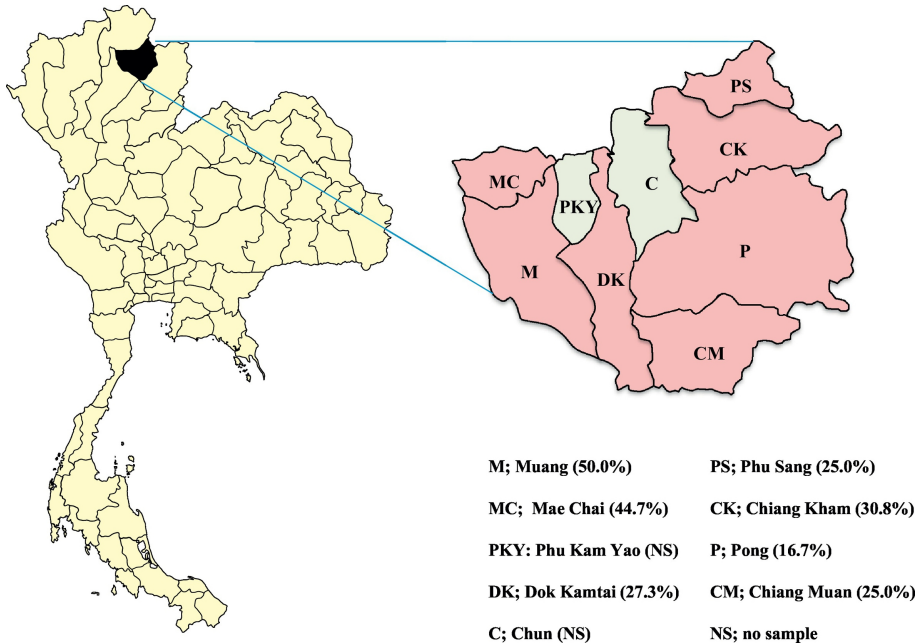 PS
CK
MC
C
PKY
P
M
DK
CM
M; Muang (50.0%)
PS; Phu Sang (25.0%)
MC; Mae Chai (44.7%)
CK; Chiang Kham (30.8%)
PKY: Phu Kam Yao (NS)
P; Pong (16.7%)
DK; Dok Kamtai (27.3%)
CM; Chiang Muan (25.0%)
C; Chun (NS)
NS; no sample